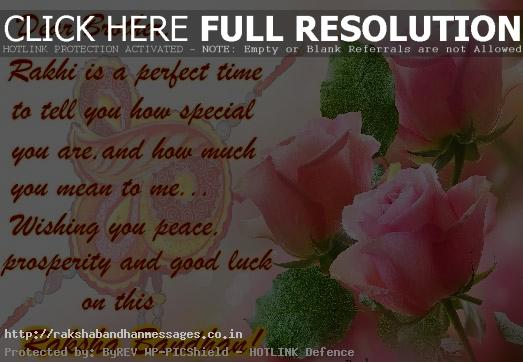 CLICK HERE FULL RESOLUTION
HOTLINK PROTECTION ACTIVATED - NOTE: Empty or Blank Referrals are not Allowed
Rakhi is a perfect time
to tell you how special
you are,and how much
you mean to me...
Wishing you peace,
prosperity and good luck
on this
http://rakshabandhanmessages.co.in
Raksha Bandhan!
Protected by: ByREV WP-PICShield - HOTLINK Defence